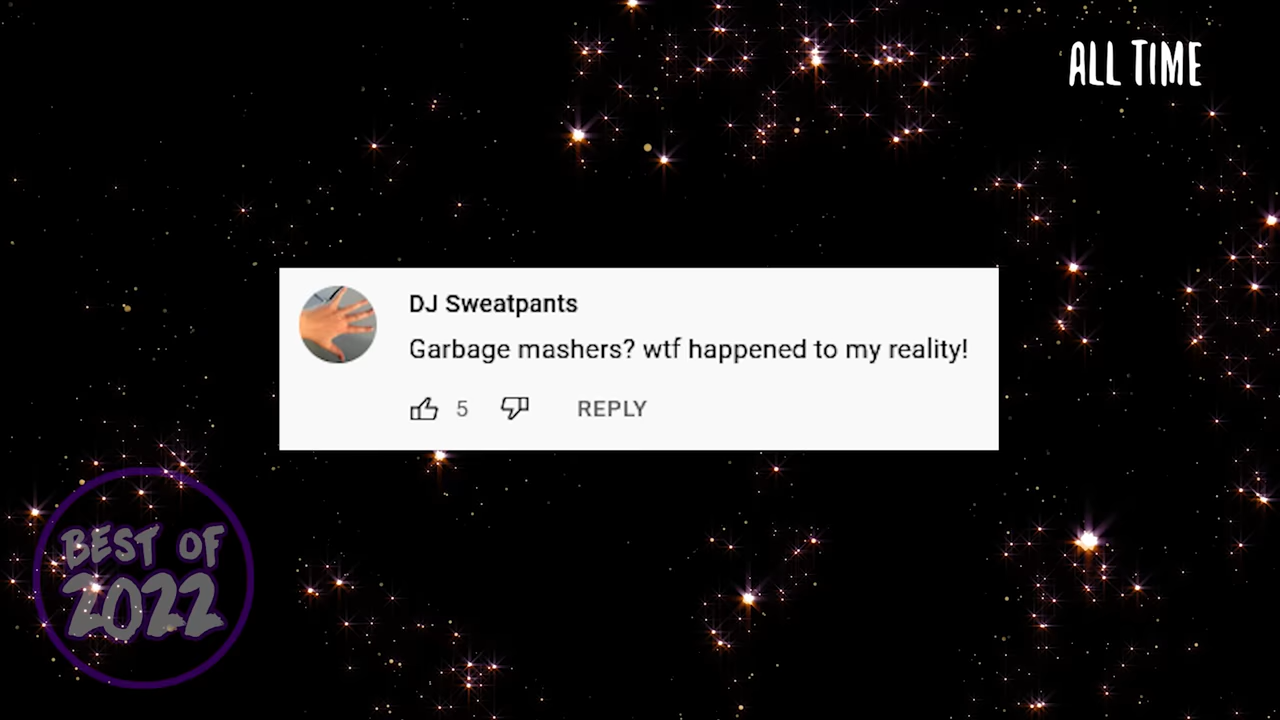 ALL TIME
DJ Sweatpants
Garbage mashers? wtf happened to my reality!
5 REPLY
BEST OF
2022